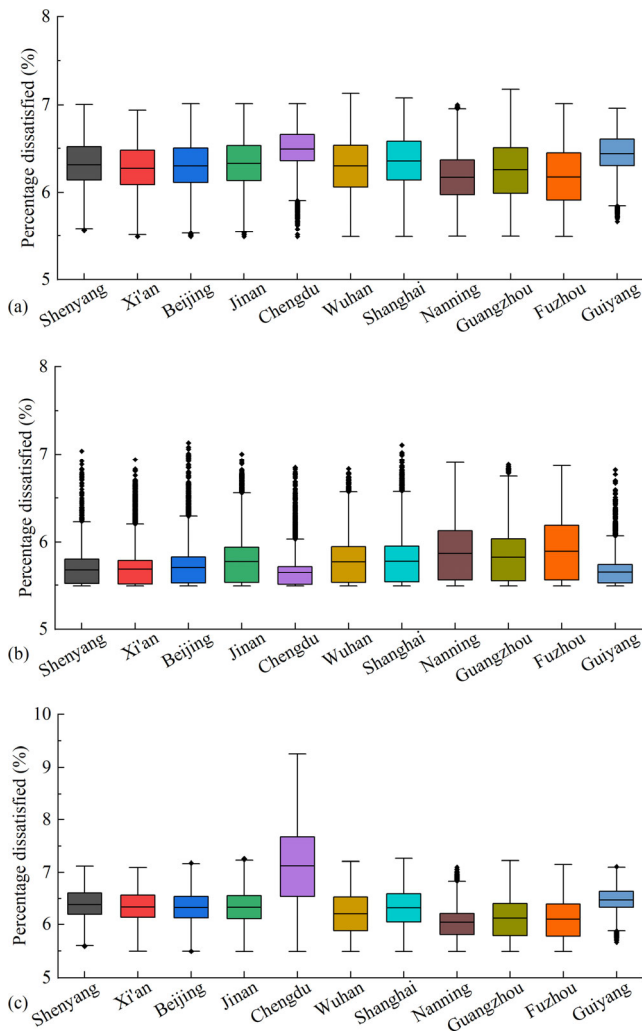 8
7
6
5
Percentage dissatisfied (%)
(a)
Shenyang Xi'an Beijing Jinan Chengdu Wuhan Shanghai Nanning Guangzhou Fuzhou Guiyang
8
7
6
5
Percentage dissatisfied (%)
(b)
Shenyang Xi'an Beijing Jinan Chengdu Wuhan Shanghai Nanning Guangzhou Fuzhou Guiyang
10
9
8
7
6
5
Percentage dissatisfied (%)
(c)
Shenyang Xi'an Beijing Jinan Chengdu Wuhan Shanghai Nanning Guangzhou Fuzhou Guiyang